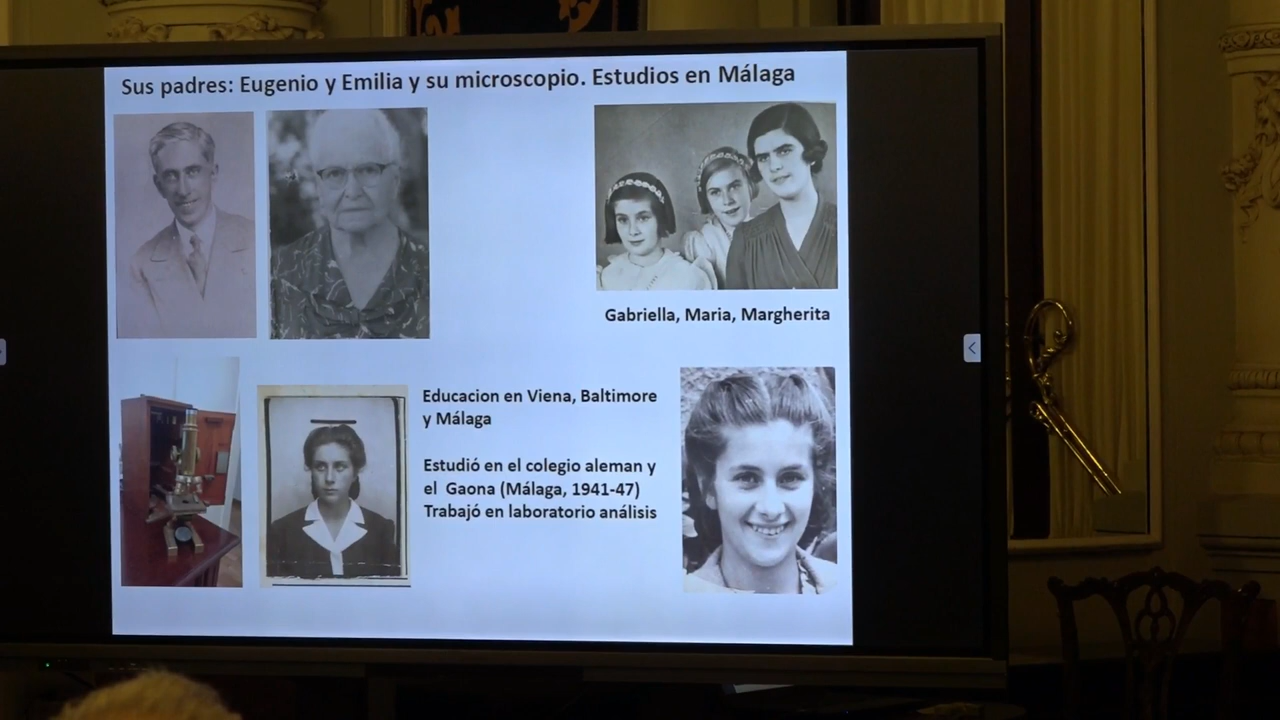 Sus padres: Eugenio y Emilia y su microscopio. Estudios en Málaga
Gabriella, Maria, Margherita
Educacion en Viena, Baltimore
y Málaga
Estudió en el colegio aleman y
el Gaona (Málaga, 1941-47)
Trabajó en laboratorio análisis